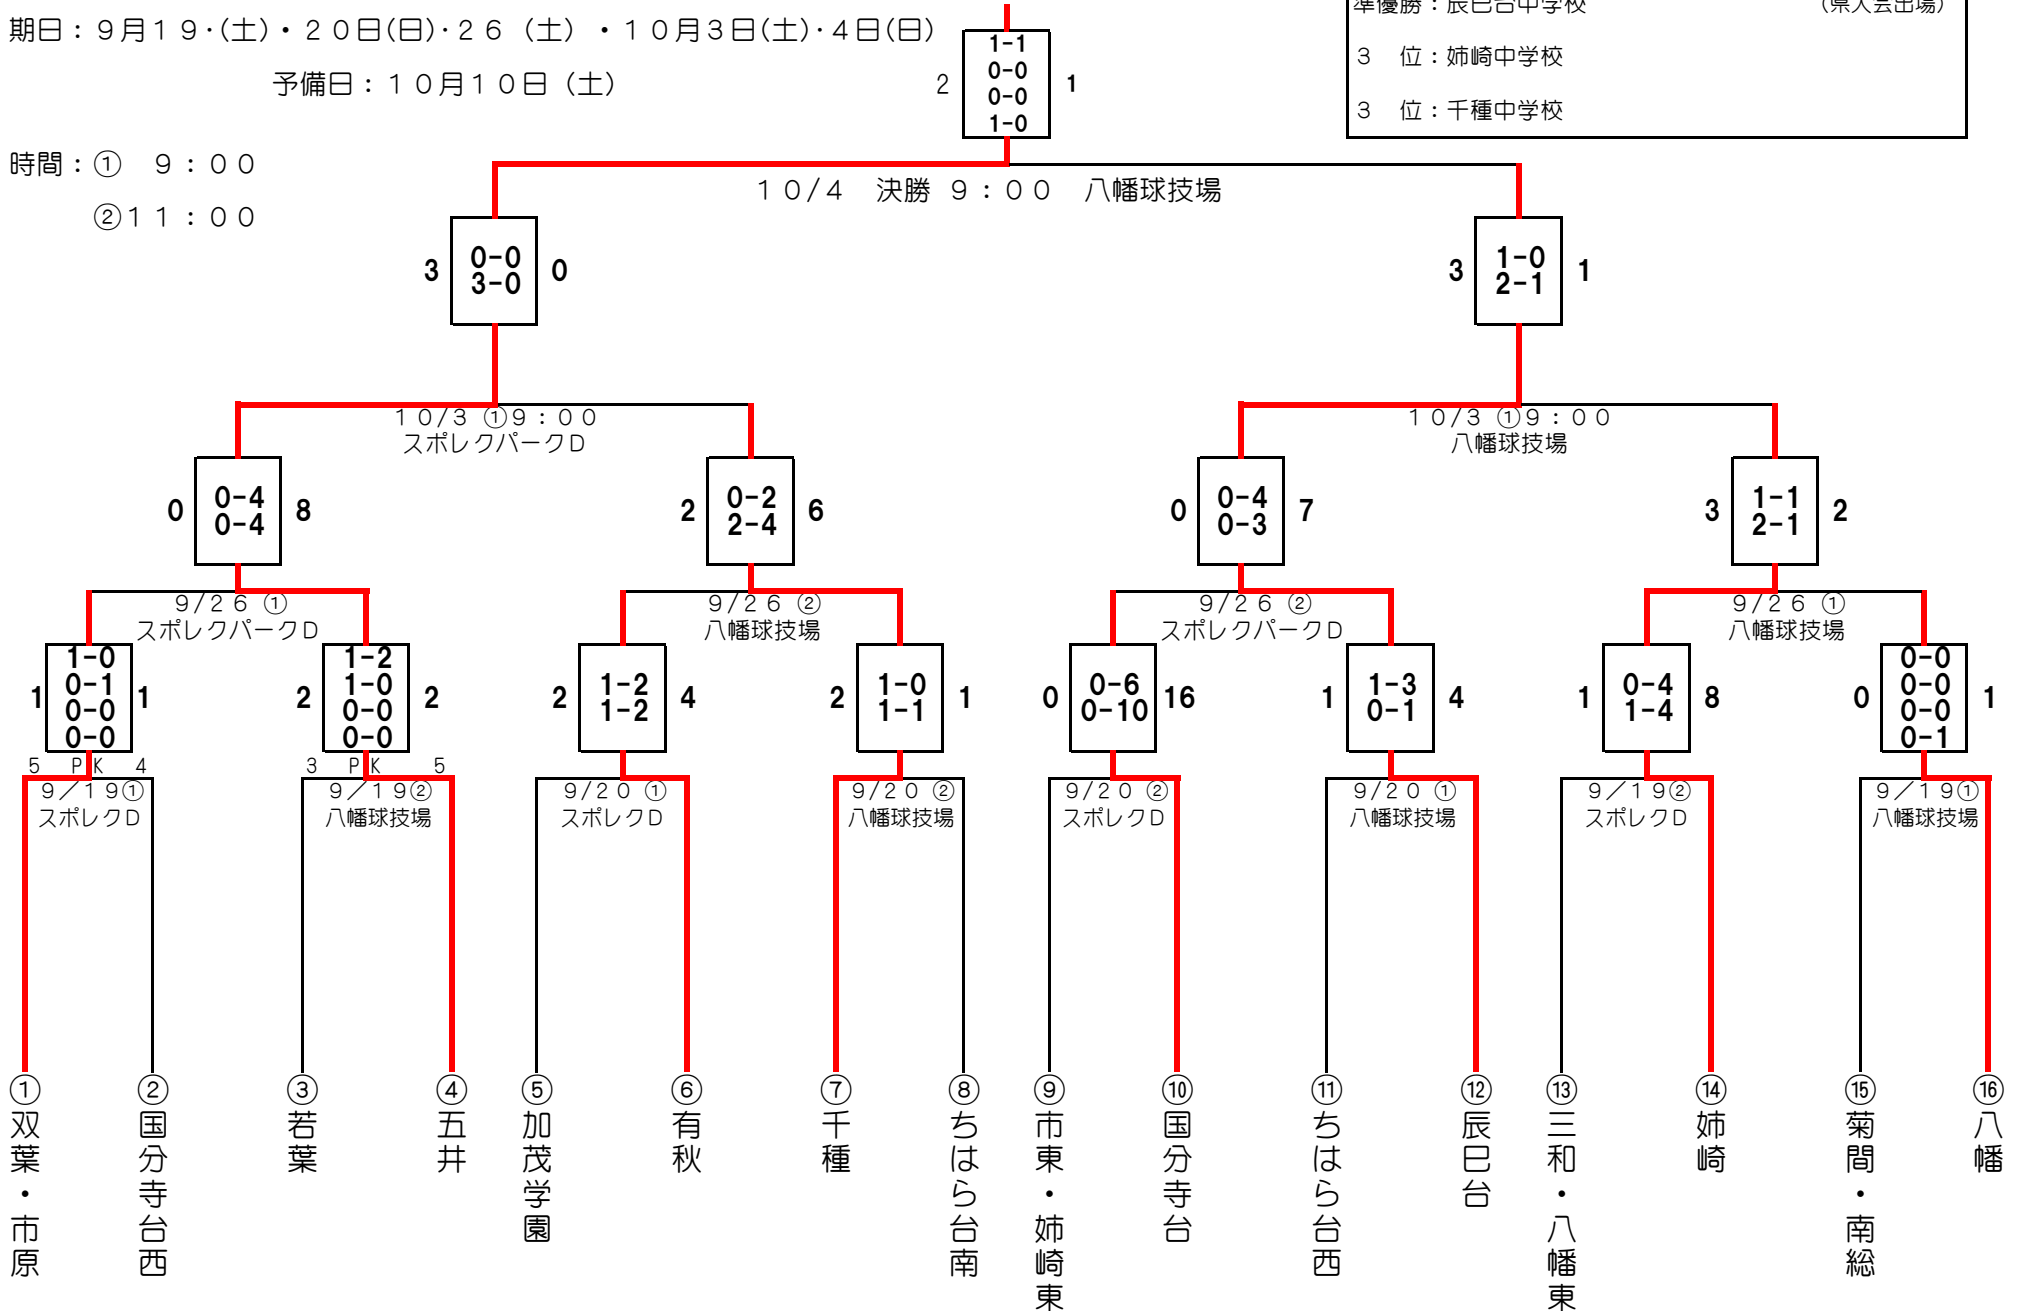 準優勝：辰巳台中学校　（県大会出場）
期日：９月１９･(土)・２０日(日)･２６（土）・１０月３日(土)･４日(日)
３　位：姉崎中学校
予備日：１０月１０日（土）
３　位：千種中学校
2
1-1
0-0
0-0
1-0
1
時間：①　９：００
②１１：００
１０/４　決勝 ９：００　八幡球技場
3
0-0
3-0
0
3
1-0
2-1
1
１０/３ ①９：００
スポレクパークD
１０/３ ①９：００
八幡球技場
0
0-4
0-4
8
2
0-2
2-4
6
0
0-4
0-3
7
3
1-1
2-1
2
９/２６ ①
スポレクパークD
９/２６ ②
八幡球技場
９/２６ ②
スポレクパークD
９/２６ ①
八幡球技場
1
1-0
0-1
0-0
0-0
1
5 PK 4
2
1-2
1-0
0-0
0-0
2
3 PK 5
2
1-2
1-2
4
2
1-0
1-1
1
0
0-6
0-10
16
1
1-3
0-1
4
1
0-4
1-4
8
0
0-0
0-0
0-0
0-1
1
９／１９①
スポレクD
９／１９②
八幡球技場
９/２０ ①
スポレクD
９/２０ ②
八幡球技場
９/２０ ②
スポレクD
９/２０ ①
八幡球技場
９／１９②
スポレクD
９／１９①
八幡球技場
①双葉・市原
②国分寺台西
③若葉
④五井
⑤加茂学園
⑥有秋
⑦千種
⑧ちはら台南
⑨市東・姉崎東
⑩国分寺台
⑪ちはら台西
⑫辰巳台
⑬三和・八幡東
⑭姉崎
⑮菊間・南総
⑯八幡